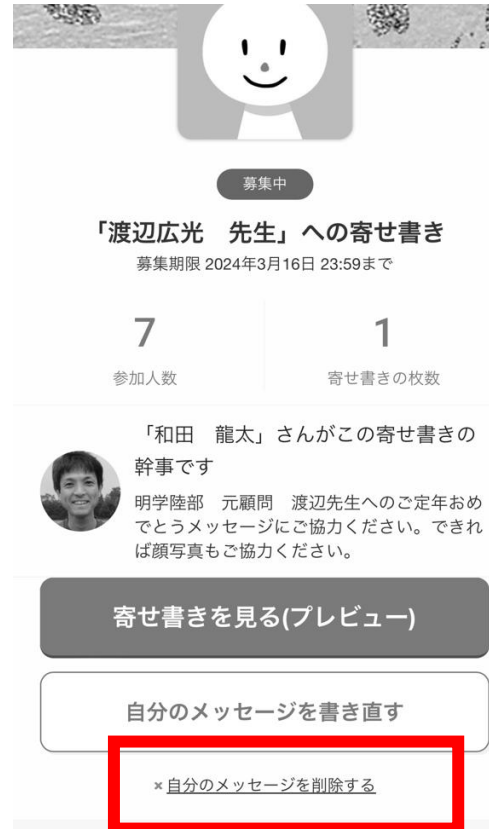 募集中
「渡辺広光　先生」への寄せ書き
募集期限 2024年3月16日 23:59まで
7
1
参加人数
寄せ書きの枚数
「和田　龍太」さんがこの寄せ書きの
幹事です
明学陸部　元顧問　渡辺先生へのご定年おめ
でとうメッセージにご協力ください。できれ
ば顔写真もご協力ください。
寄せ書きを見る(プレビュー)
自分のメッセージを書き直す
×自分のメッセージを削除する